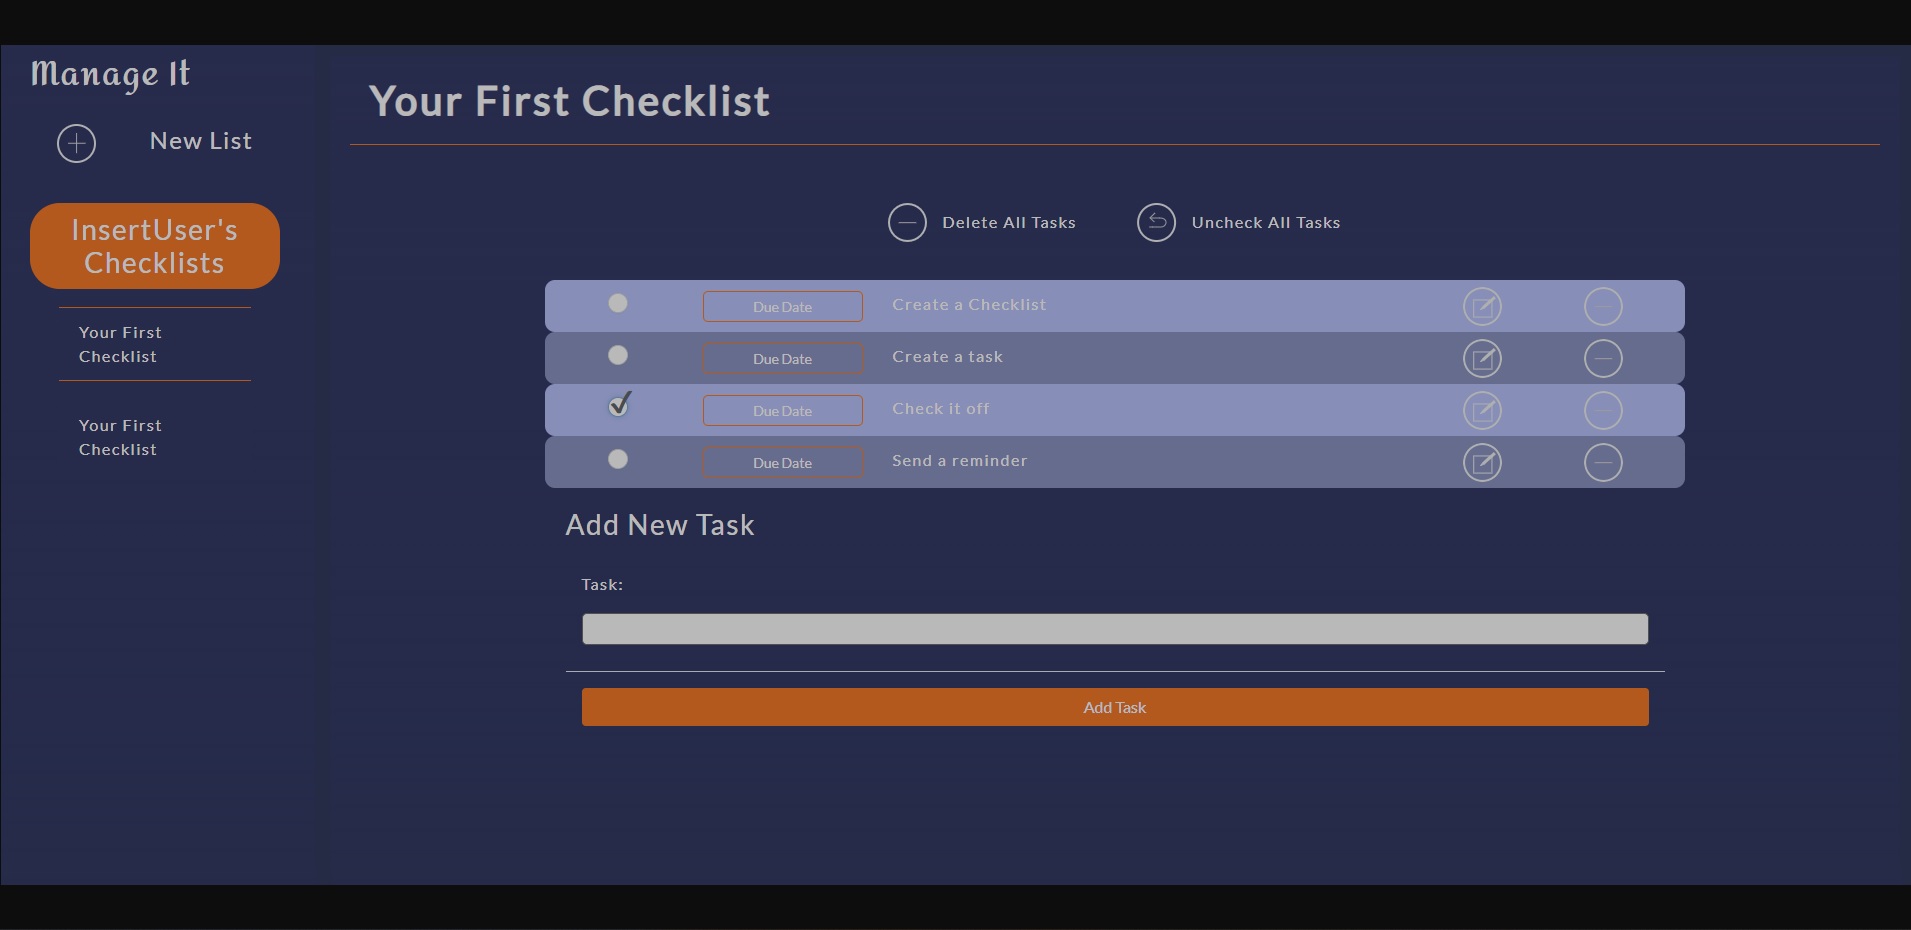 Manage It
New List
InsertUser's
Checklists
Your First
Checklist
Your First
Checklist
Your First Checklist
Delete All Tasks
Uncheck All Tasks
Due Date
Create a Checklist
Due Date
Create a task
Due Date
Check it off
Due Date
Send a reminder
Add New Task
Task:
Add Task